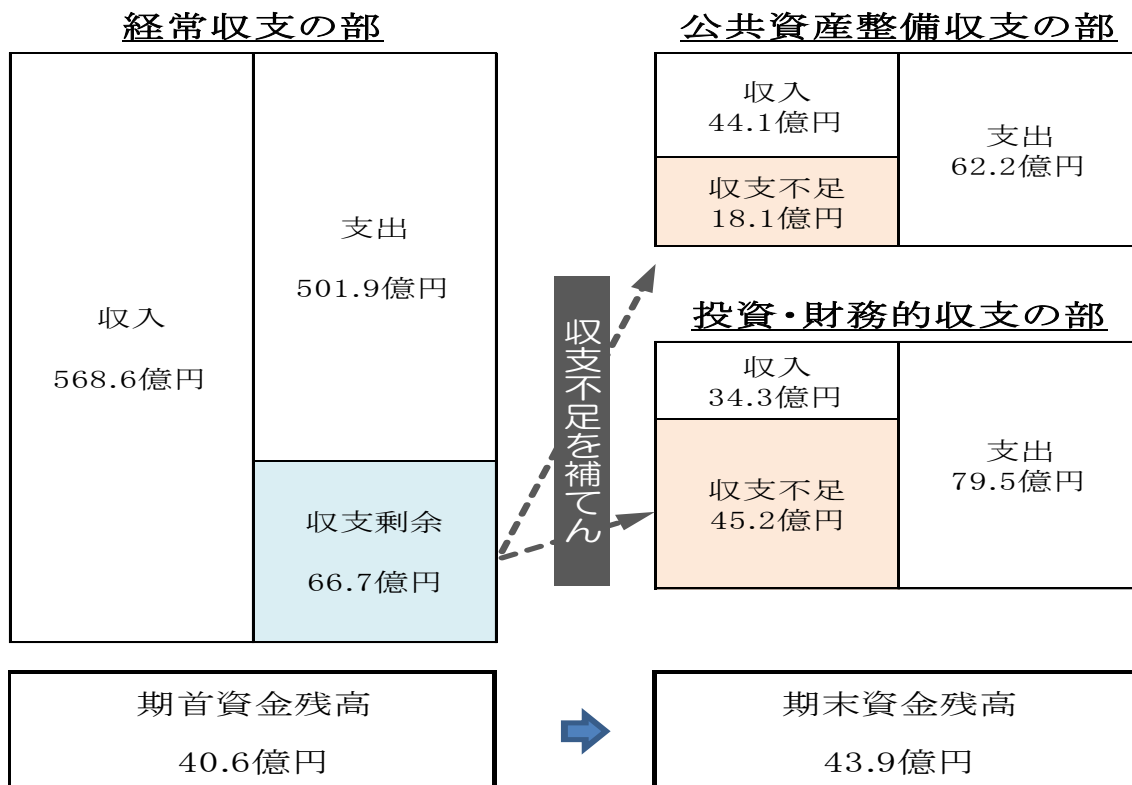 経常収支の部
収入
568.6億円
支出
501.9億円
収支剰余
66.7億円
収支不足を補てん
公共資産整備収支の部
収入
44.1億円
収支不足
18.1億円
支出
62.2億円
投資・財務的収支の部
収入
34.3億円
収支不足
45.2億円
支出
79.5億円
期首資金残高
40.6億円
期末資金残高
43.9億円